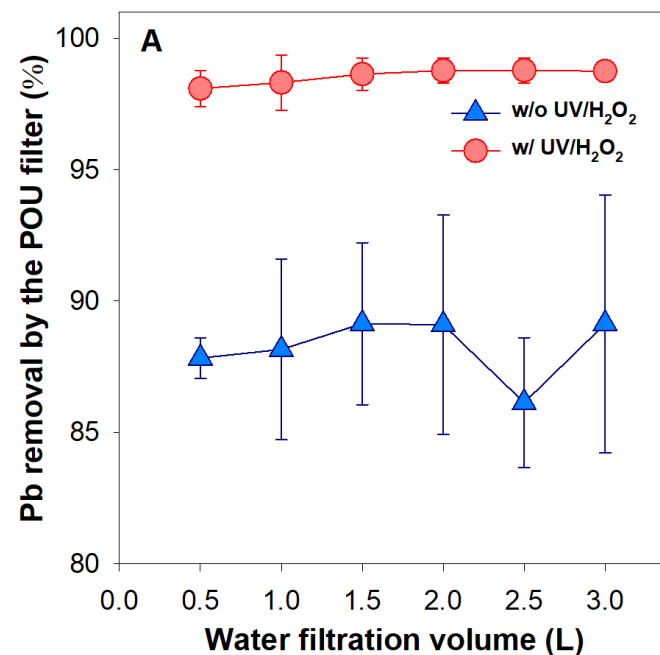 A
100
95
90
85
80
Pb removal by the POU filter (%)
w/o UV/H₂O₂
w/ UV/H₂O₂
0.0 0.5 1.0 1.5 2.0 2.5 3.0
Water filtration volume (L)